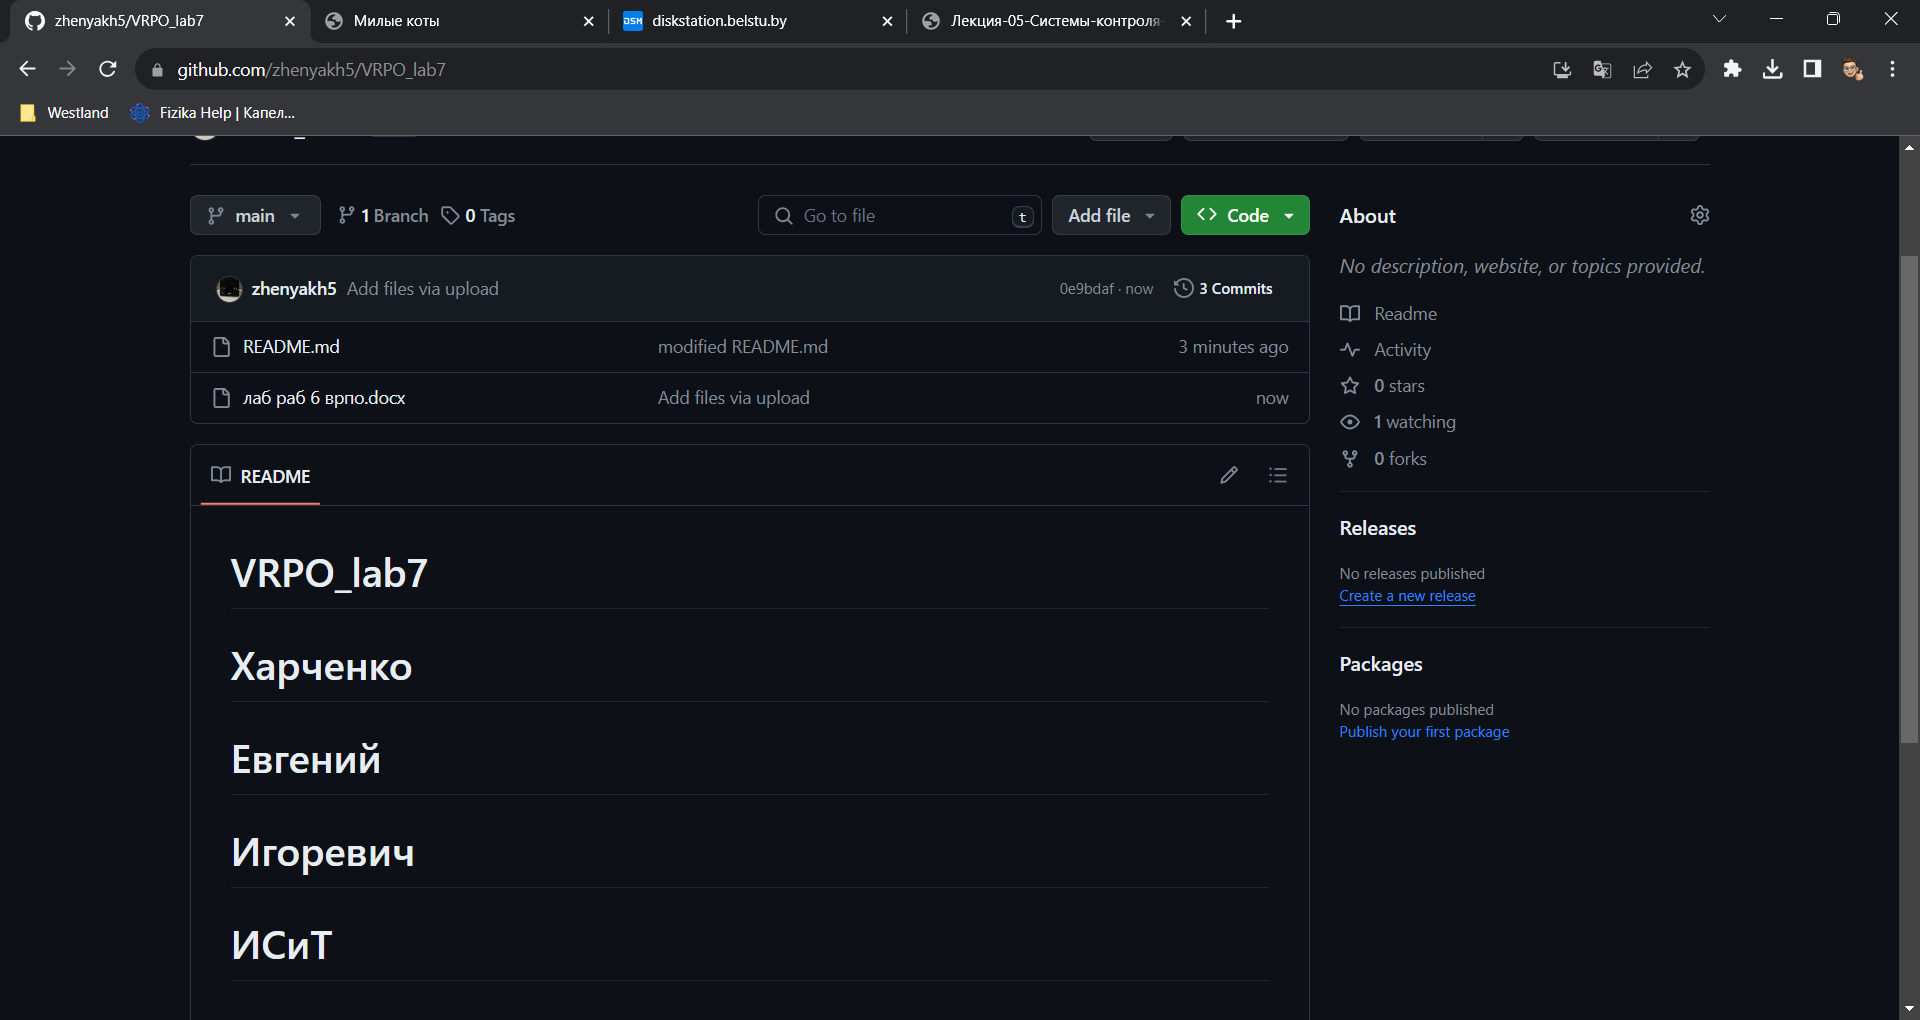 zhenyakh5/VRPO_lab7
Милые коты
DSM diskstation.belstu.by
Лекция-05-Системы-контроля-
github.com/zhenyakh5/VRPO_lab7
Westland
Fizika Help | Капел...
main
1 Branch
0 Tags
Go to file
t
Add file
Code
zhenyakh5 Add files via upload
0e9bdaf · now
3 Commits
README.md
modified README.md
3 minutes ago
лаб раб 6 врпо.docx
Add files via upload
now
README
VRPO_lab7
Харченко
Евгений
Игоревич
ИСиТ
About
No description, website, or topics provided.
Readme
Activity
0 stars
1 watching
0 forks
Releases
No releases published
Create a new release
Packages
No packages published
Publish your first package